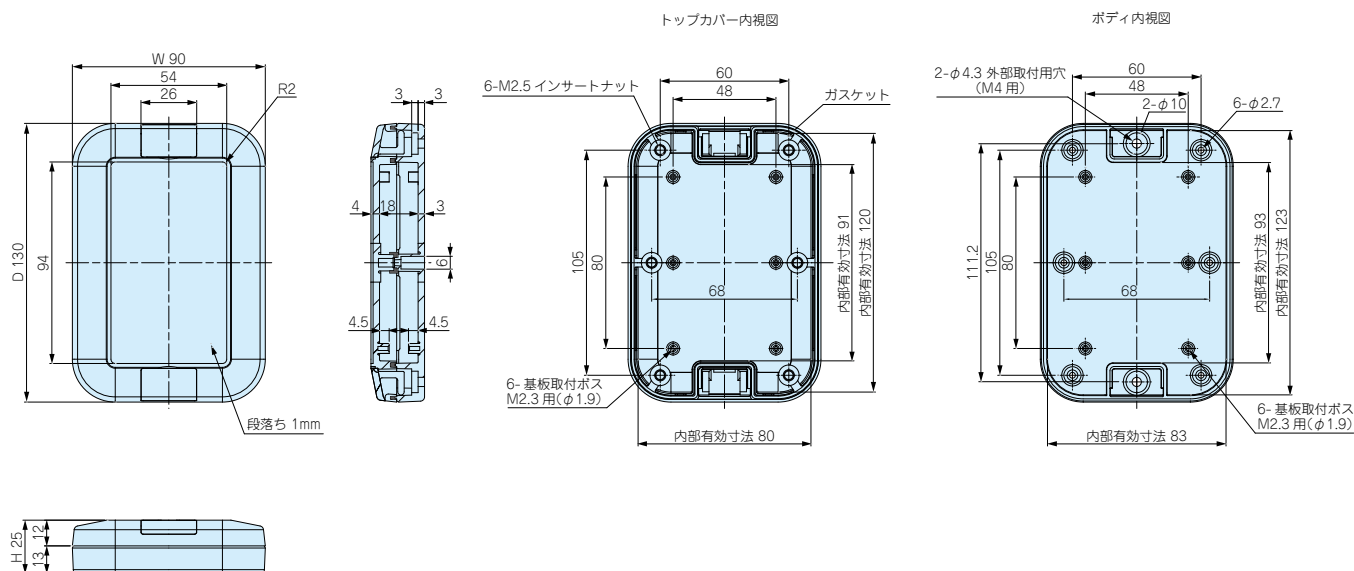 トップカバー内視図
ボディ内視図
W 90
54
26
R2
D 130
94
段落ち 1mm
3
3
4
18
3
6
4.5
4.5
6-M2.5 インサートナット
60
48
ガスケット
105
80
68
内部有効寸法 91
内部有効寸法 120
6- 基板取付ボス
M2.3 用(φ1.9)
内部有効寸法 80
2-φ4.3 外部取付用穴
(M4 用)
60
48
2-φ10
6-φ2.7
111.2
105
80
68
内部有効寸法 93
内部有効寸法 123
6- 基板取付ボス
M2.3 用(φ1.9)
内部有効寸法 83
H 25
12
13